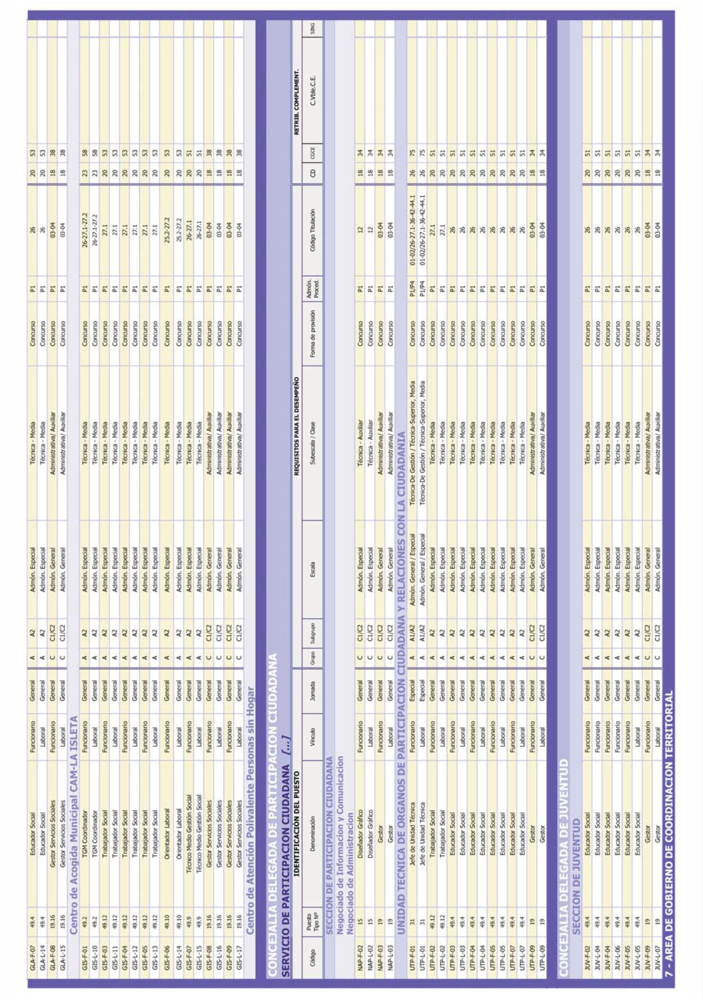 GLA-F-07 49.4 Educador Social Funcionario General A A2 Admón. Especial Técnica - Media Concurso P1 26 20 53
GLA-L-14 49.4 Educador Social Laboral General A A2 Admón. Especial Técnica - Media Concurso P1 26 20 53
GLA-F-08 19.16 Gestor Servicios Sociales Funcionario General C C1/C2 Admón. General Administrativa/ Auxiliar Concurso P1 03-04 18 38
GLA-L-15 19.16 Gestor Servicios Sociales Laboral General C C1/C2 Admón. General Administrativa/ Auxiliar Concurso P1 03-04 18 38
Centro de Acogida Municipal CAM-LA ISLETA
GIS-F-01 49.2 TGM Coordinador Funcionario General A A2 Admón. Especial Técnica - Media Concurso P1 26-27.1-27.2 23 58
GIS-L-10 49.2 TGM Coordinador Laboral General A A2 Admón. Especial Técnica - Media Concurso P1 26-27.1-27.2 23 58
GIS-F-03 49.12 Trabajador Social Funcionario General A A2 Admón. Especial Técnica - Media Concurso P1 27.1 20 53
GIS-L-11 49.12 Trabajador Social Laboral General A A2 Admón. Especial Técnica - Media Concurso P1 27.1 20 53
GIS-F-04 49.12 Trabajador Social Funcionario General A A2 Admón. Especial Técnica - Media Concurso P1 27.1 20 53
GIS-L-12 49.12 Trabajador Social Laboral General A A2 Admón. Especial Técnica - Media Concurso P1 27.1 20 53
GIS-F-05 49.12 Trabajador Social Funcionario General A A2 Admón. Especial Técnica - Media Concurso P1 27.1 20 53
GIS-L-13 49.12 Trabajador Social Laboral General A A2 Admón. Especial Técnica - Media Concurso P1 27.1 20 53
GIS-F-06 49.10 Orientador Laboral Funcionario General A A2 Admón. Especial Técnica - Media Concurso P1 25.2-27.2 20 53
GIS-L-14 49.10 Orientador Laboral Laboral General A A2 Admón. Especial Técnica - Media Concurso P1 25.2-27.2 20 53
GIS-F-07 49.9 Técnico Medio Gestión Social Funcionario General A A2 Admón. Especial Técnica - Media Concurso P1 26-27.1 20 51
GIS-L-15 49.9 Técnico Medio Gestión Social Laboral General A A2 Admón. Especial Técnica - Media Concurso P1 26-27.1 20 51
GIS-F-08 19.16 Gestor Servicios Sociales Funcionario General C C1/C2 Admón. General Administrativa/ Auxiliar Concurso P1 03-04 18 38
GIS-L-16 19.16 Gestor Servicios Sociales Laboral General C C1/C2 Admón. General Administrativa/ Auxiliar Concurso P1 03-04 18 38
GIS-F-09 19.16 Gestor Servicios Sociales Funcionario General C C1/C2 Admón. General Administrativa/ Auxiliar Concurso P1 03-04 18 38
GIS-L-17 19.16 Gestor Servicios Sociales Laboral General C C1/C2 Admón. General Administrativa/ Auxiliar Concurso P1 03-04 18 38
Centro de Atención Polivalente Personas sin Hogar
CONCEJALIA DELEGADA DE PARTICIPACION CIUDADANA
SERVICIO DE PARTICIPACION CIUDADANA [...]
IDENTIFICACIÓN DEL PUESTO REQUISITOS PARA EL DESEMPEÑO RETRIB. COMPLEMENT.
Código Puesto Tipo Nº Denominación Vínculo Jornada Grupo Subgrupo Escala Subescala / Clase Forma de provisión Admón. Proced. Código Titulación CD CGCE C.Vble.C.E. SING
SECCION DE PARTICIPACION CIUDADANA
Negociado de Informacion y Comunicacion
Negociado de Administracion
NAP-F-02 15 Diseñador Gráfico Funcionario General C C1/C2 Admón. Especial Técnica - Auxiliar Concurso P1 12 18 34
NAP-L-02 15 Diseñador Gráfico Laboral General C C1/C2 Admón. Especial Técnica - Auxiliar Concurso P1 12 18 34
NAP-F-03 19 Gestor Funcionario General C C1/C2 Admón. General Administrativa/ Auxiliar Concurso P1 03-04 18 34
NAP L-03 19 Gestor Laboral General C C1/C2 Admón. General Administrativa/ Auxiliar Concurso P1 03-04 18 34
UNIDAD TECNICA DE ORGANOS DE PARTICIPACION CIUDADANA Y RELACIONES CON LA CIUDADANIA
UTP-F-01 31 Jefe de Unidad Técnica Funcionario Especial A A1/A2 Admón. General / Especial Técnica-De Gestión / Técnica-Superior, Media Concurso P1/P4 01-02/26-27.1-36-42-44.1 26 75
UTP-L-01 31 Jefe de Unidad Técnica Laboral Especial A A1/A2 Admón. General / Especial Técnica-De Gestión / Técnica-Superior, Media Concurso P1/P4 01-02/26-27.1-36-42-44.1 26 75
UTP-F-02 49.12 Trabajador Social Funcionario General A A2 Admón. Especial Técnica - Media Concurso P1 27.1 20 51
UTP-L-02 49.12 Trabajador Social Laboral General A A2 Admón. Especial Técnica - Media Concurso P1 27.1 20 51
UTP-F-03 49.4 Educador Social Funcionario General A A2 Admón. Especial Técnica - Media Concurso P1 26 20 51
UTP-L-03 49.4 Educador Social Laboral General A A2 Admón. Especial Técnica - Media Concurso P1 26 20 51
UTP-F-04 49.4 Educador Social Funcionario General A A2 Admón. Especial Técnica - Media Concurso P1 26 20 51
UTP-L-04 49.4 Educador Social Laboral General A A2 Admón. Especial Técnica - Media Concurso P1 26 20 51
UTP-F-05 49.4 Educador Social Funcionario General A A2 Admón. Especial Técnica - Media Concurso P1 26 20 51
UTP-L-05 49.4 Educador Social Laboral General A A2 Admón. Especial Técnica - Media Concurso P1 26 20 51
UTP-F-07 49.4 Educador Social Funcionario General A A2 Admón. Especial Técnica - Media Concurso P1 26 20 51
UTP-L-07 49.4 Educador Social Laboral General A A2 Admón. Especial Técnica - Media Concurso P1 26 20 51
UTP-F-09 19 Gestor Funcionario General C C1/C2 Admón. General Administrativa/ Auxiliar Concurso P1 03-04 18 34
UTP-L-09 19 Gestor Laboral General C C1/C2 Admón. General Administrativa/ Auxiliar Concurso P1 03-04 18 34
CONCEJALIA DELEGADA DE JUVENTUD
SECCION DE JUVENTUD
JUV-F-02 49.4 Educador Social Funcionario General A A2 Admón. Especial Técnica - Media Concurso P1 26 20 51
JUV-L-04 49.4 Educador Social Funcionario General A A2 Admón. Especial Técnica - Media Concurso P1 26 20 51
JUV-F-04 49.4 Educador Social Funcionario General A A2 Admón. Especial Técnica - Media Concurso P1 26 20 51
JUV-L-06 49.4 Educador Social Funcionario General A A2 Admón. Especial Técnica - Media Concurso P1 26 20 51
JUV-F-05 49.4 Educador Social Funcionario General A A2 Admón. Especial Técnica - Media Concurso P1 26 20 51
JUV-L-05 49.4 Educador Social Laboral General A A2 Admón. Especial Técnica - Media Concurso P1 26 20 51
JUV-F-09 19 Gestor Funcionario General C C1/C2 Admón. General Administrativa/ Auxiliar Concurso P1 03-04 18 34
JUV-L-07 19 Gestor Laboral General C C1/C2 Admón. General Administrativa/ Auxiliar Concurso P1 03-04 18 34
7 - AREA DE GOBIERNO DE COORDINACION TERRITORIAL